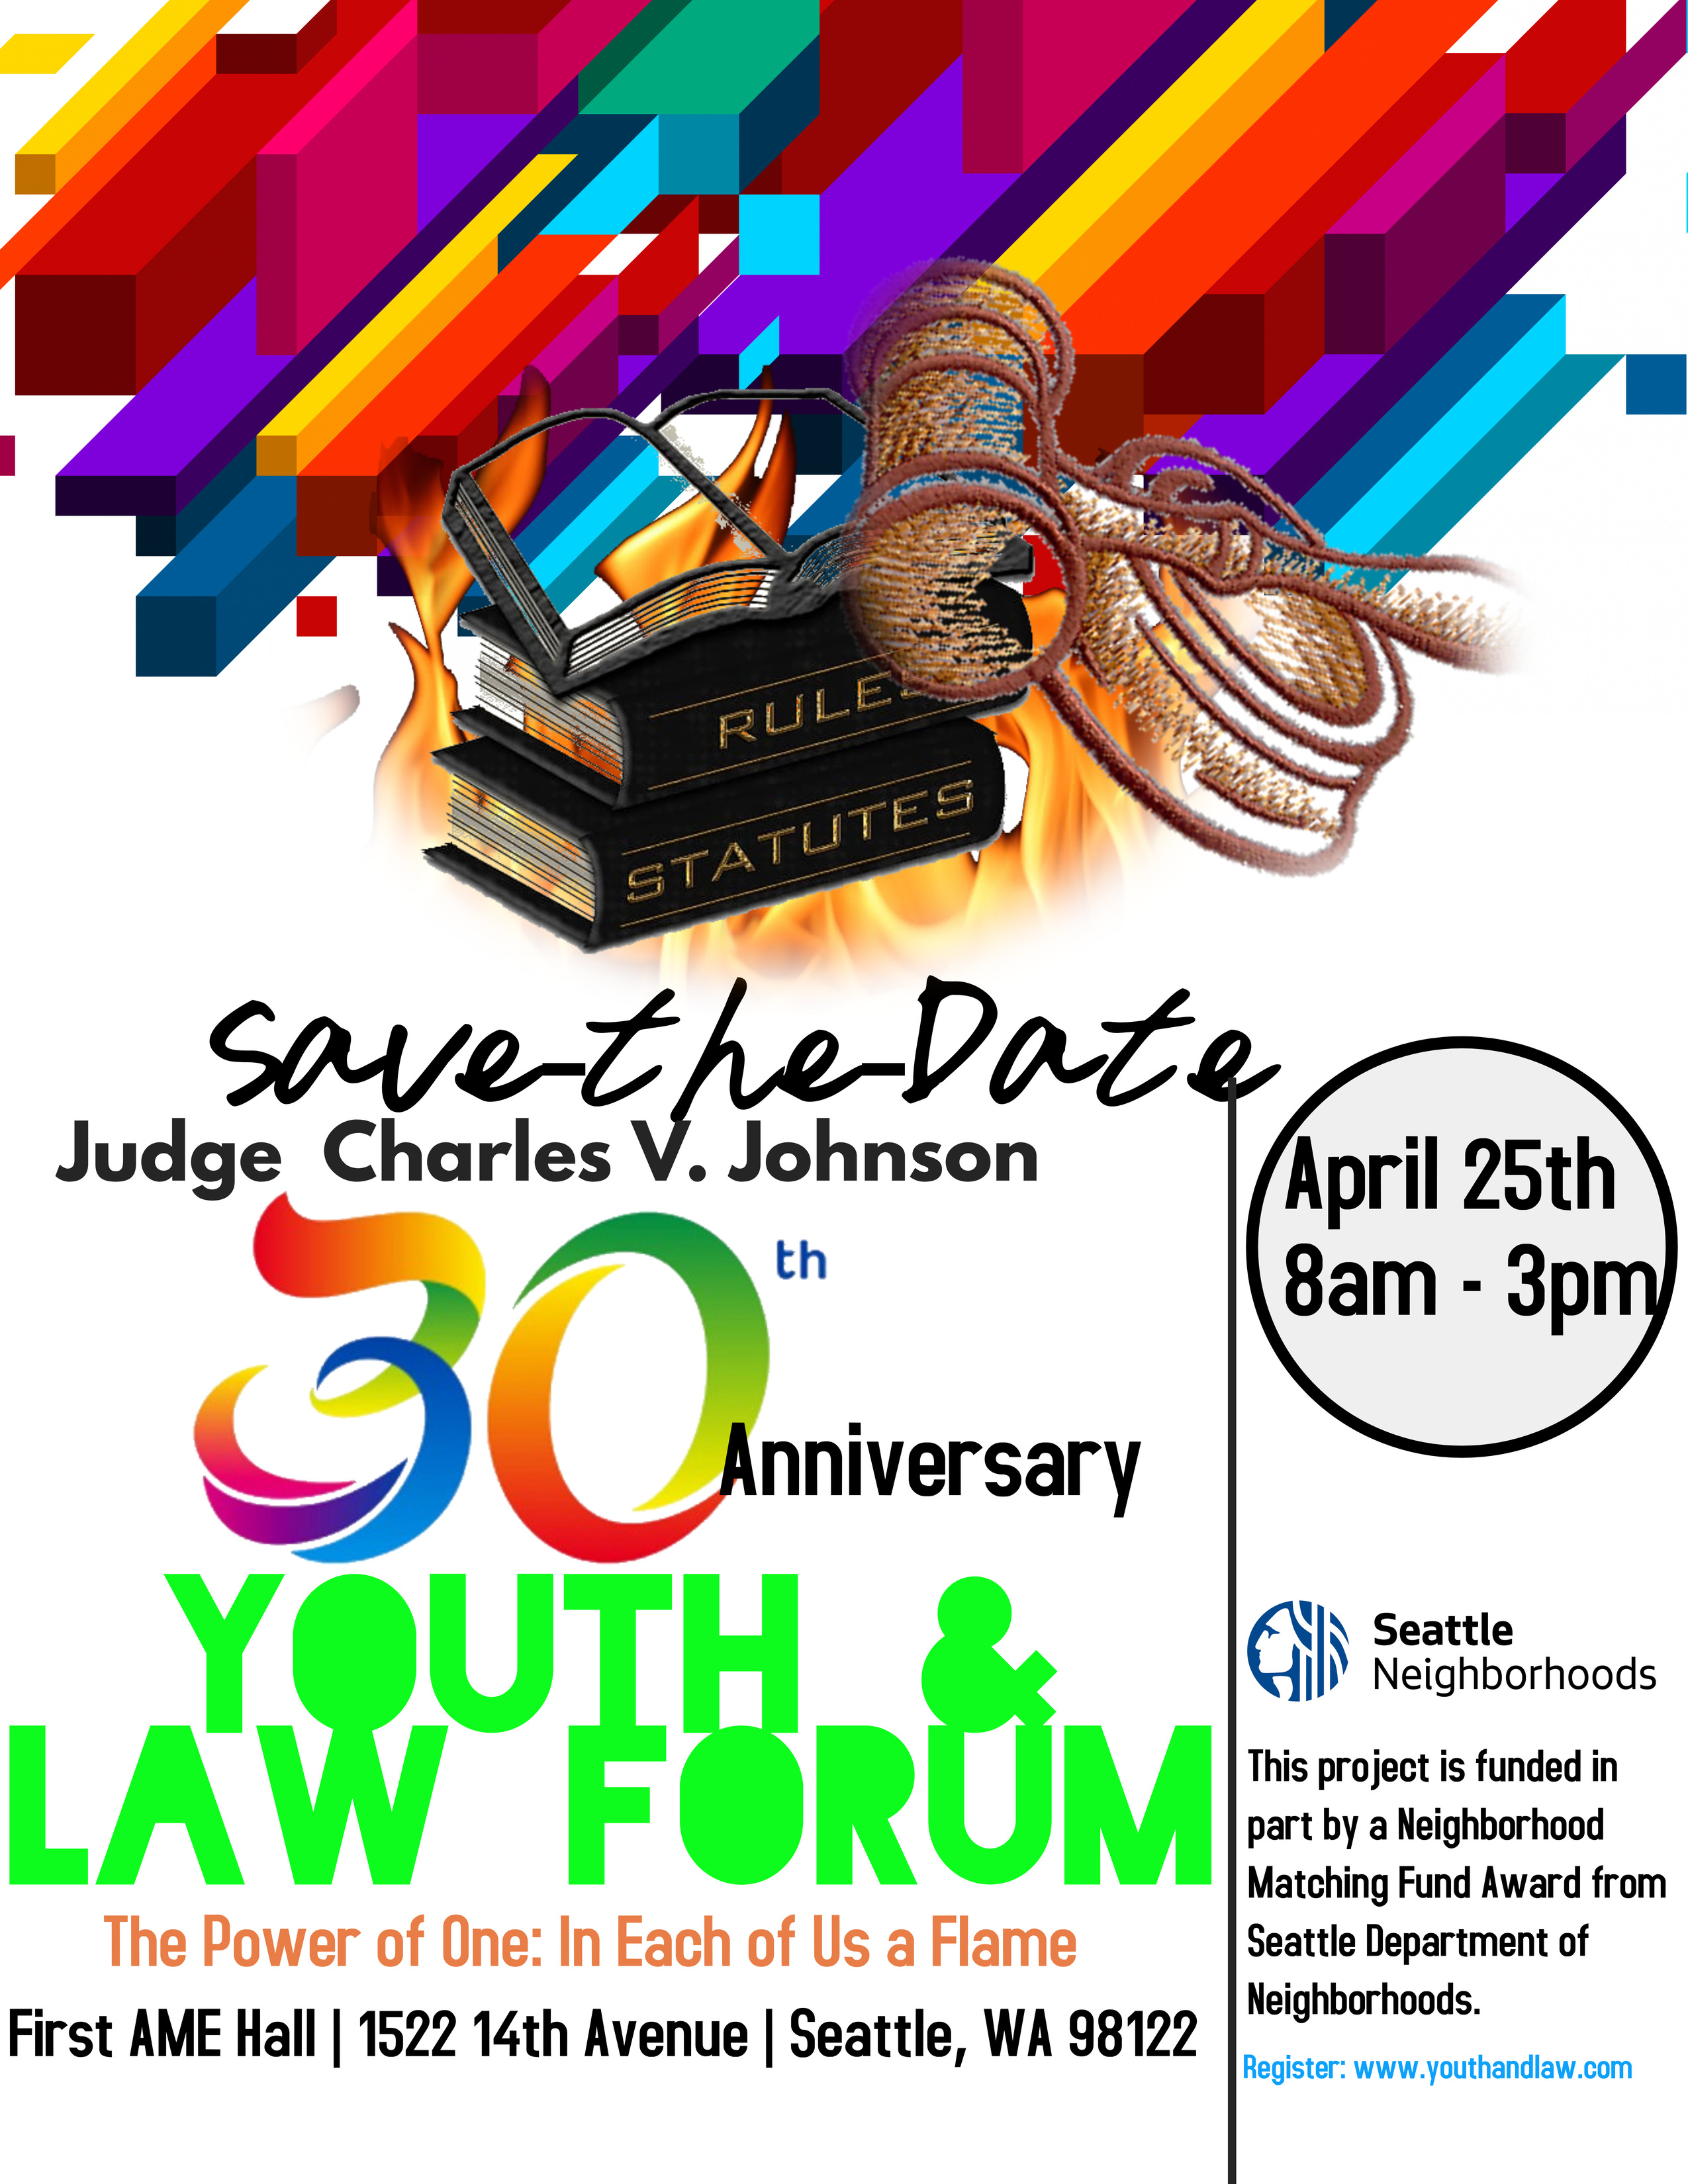 RULES
STATUTES
Save-the-Date
Judge Charles V. Johnson
30th
Anniversary
YOUTH &
LAW FORUM
The Power of One: In Each of Us a Flame
First AME Hall | 1522 14th Avenue | Seattle, WA 98122
April 25th
8am - 3pm
Seattle
Neighborhoods
This project is funded in
part by a Neighborhood
Matching Fund Award from
Seattle Department of
Neighborhoods.
Register: www.youthandlaw.com